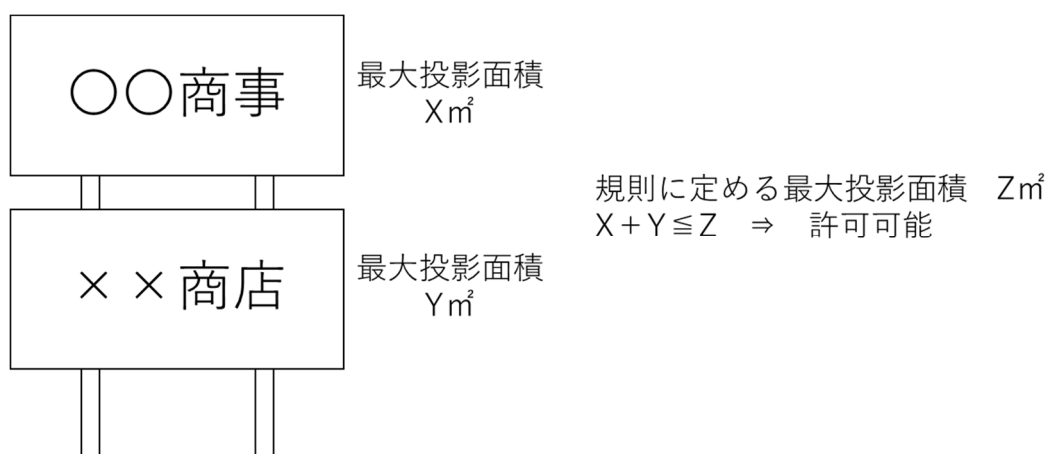 ○○商事
最大投影面積
X㎡
××商店
最大投影面積
Y㎡
規則に定める最大投影面積　Z㎡
X+Y≦Z　⇒　許可可能